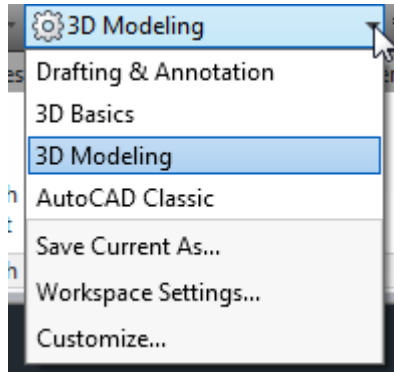 3D Modeling
Drafting & Annotation
3D Basics
3D Modeling
AutoCAD Classic
Save Current As...
Workspace Settings...
Customize...